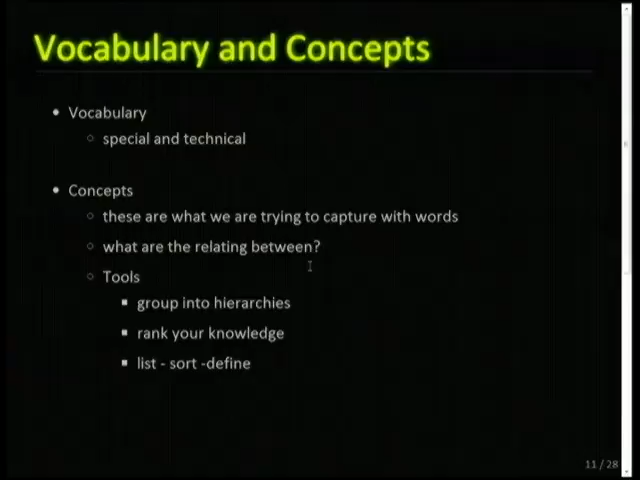 Vocabulary and Concepts
• Vocabulary
○ special and technical
• Concepts
○ these are what we are trying to capture with words
○ what are the relating between?
○ Tools
▪ group into hierarchies
▪ rank your knowledge
▪ list - sort -define
11 / 28